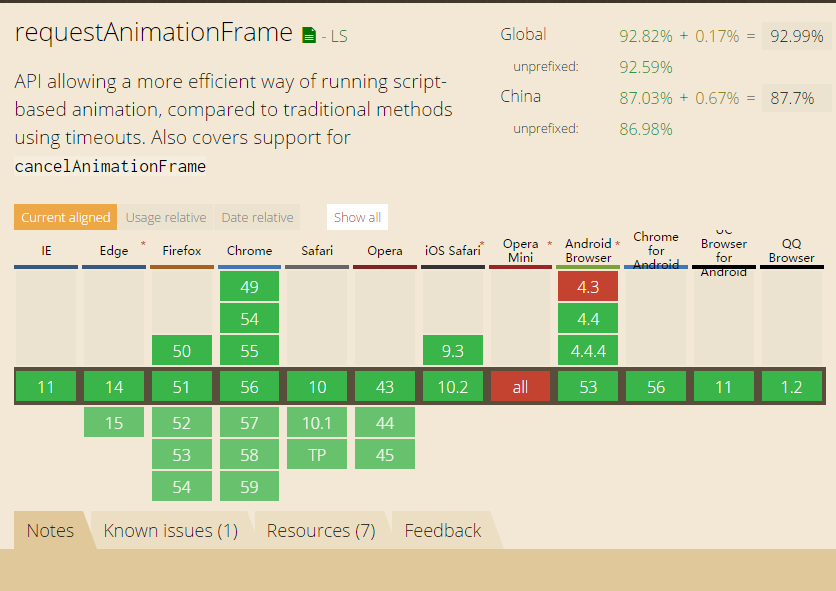 requestAnimationFrame - LS
API allowing a more efficient way of running script-
based animation, compared to traditional methods
using timeouts. Also covers support for
cancelAnimationFrame
Global 92.82% + 0.17% = 92.99%
unprefixed: 92.59%
China 87.03% + 0.67% = 87.7%
unprefixed: 86.98%
Current aligned Usage relative Date relative Show all
IE Edge * Firefox Chrome Safari Opera iOS Safari * Opera Mini * Android Browser * Chrome for Android UC Browser for Android QQ Browser
49 4.3
54 4.4
50 55 9.3 4.4.4
11 14 51 56 10 43 10.2 all 53 56 11 1.2
15 52 57 10.1 44
53 58 TP 45
54 59
Notes Known issues (1) Resources (7) Feedback